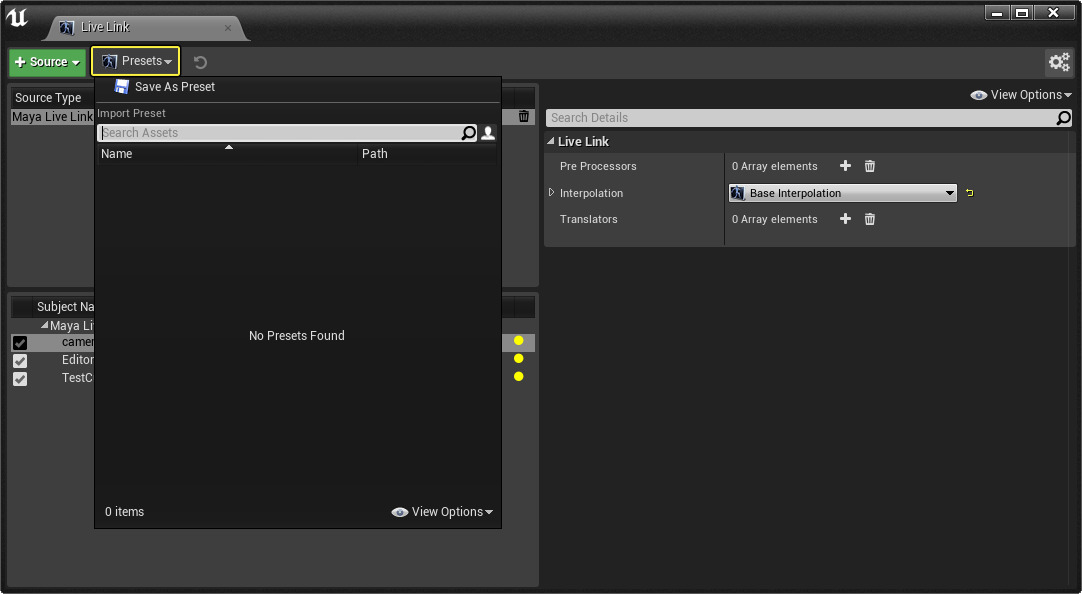 Live Link
Source
Presets
Save As Preset
Import Preset
Search Assets
Name
Path
No Presets Found
0 items
View Options
Source Type
Maya Live Link
Subject Na
Maya Li
camer
Editor
TestC
View Options
Search Details
Live Link
Pre Processors
0 Array elements
Interpolation
Base Interpolation
Translators
0 Array elements